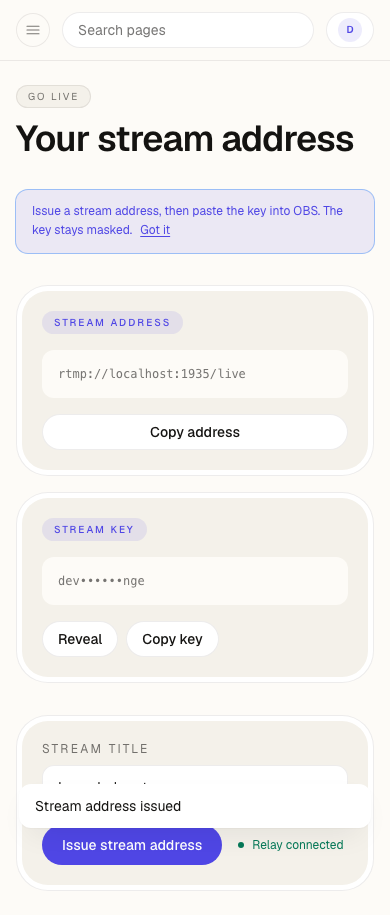 Search pages
D
GO LIVE
Your stream address
Issue a stream address, then paste the key into OBS. The
key stays masked. Got it
STREAM ADDRESS
rtmp://localhost:1935/live
Copy address
STREAM KEY
dev••••••nge
Reveal Copy key
STREAM TITLE
Stream address issued
Issue stream address Relay connected